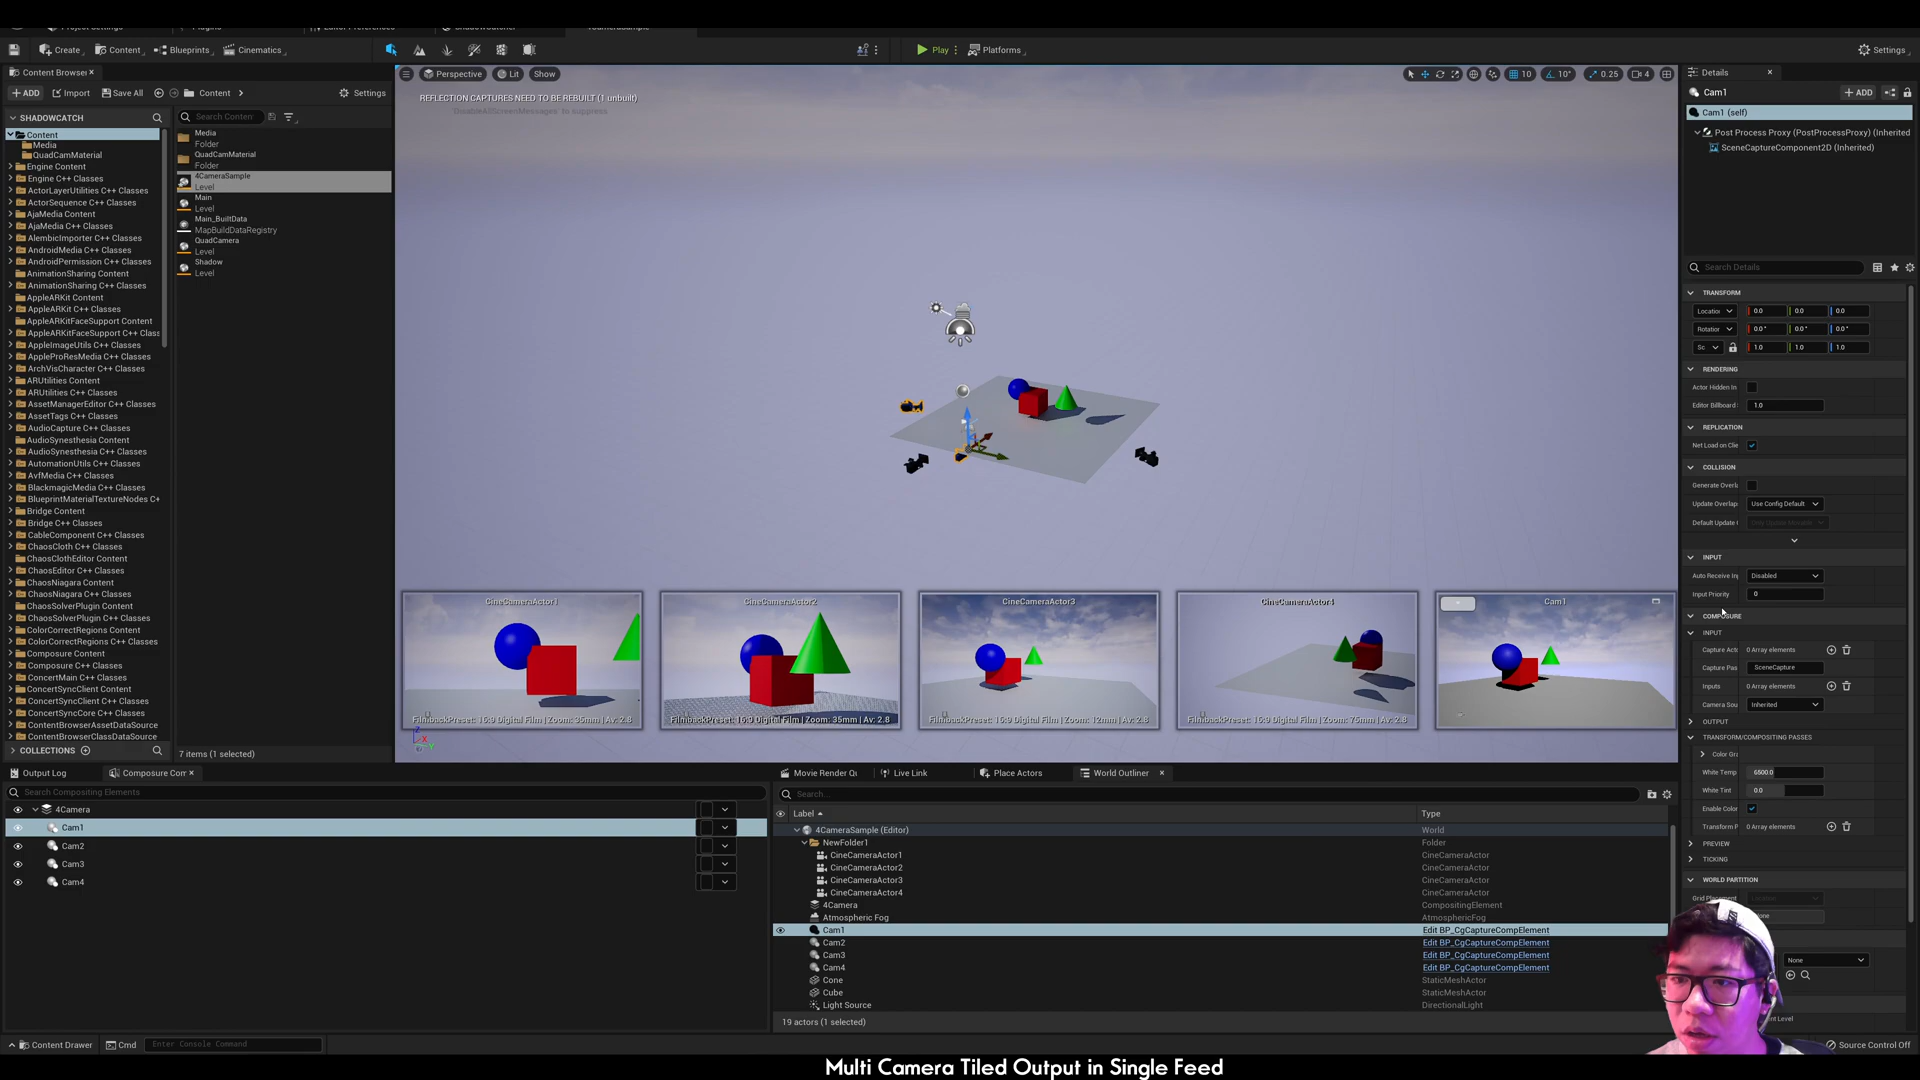 Create
Content
Blueprints
Cinematics
Play
Platforms
Settings
Content Browser
ADD
Import
Save All
Content
Settings
SHADOWCATCH
Content
Media
QuadCamMaterial
Engine Content
Engine C++ Classes
ActorLayerUtilities C++ Classes
ActorSequence C++ Classes
AjaMedia Content
AjaMedia C++ Classes
AlembicImporter C++ Classes
AndroidMedia C++ Classes
AndroidPermission C++ Classes
AnimationSharing Content
AnimationSharing C++ Classes
AppleARKit Content
AppleARKit C++ Classes
AppleARKitFaceSupport Content
AppleARKitFaceSupport C++ Class
AppleImageUtils C++ Classes
AppleProResMedia C++ Classes
ArchVisCharacter C++ Classes
ARUtilities Content
ARUtilities C++ Classes
AssetManagerEditor C++ Classes
AssetTags C++ Classes
AudioCapture C++ Classes
AudioSynesthesia Content
AudioSynesthesia C++ Classes
AutomationUtils C++ Classes
AvfMedia C++ Classes
BlackmagicMedia C++ Classes
BlueprintMaterialTextureNodes C+
Bridge Content
Bridge C++ Classes
CableComponent C++ Classes
ChaosCloth C++ Classes
ChaosClothEditor Content
ChaosEditor C++ Classes
ChaosNiagara Content
ChaosNiagara C++ Classes
ChaosSolverPlugin Content
ChaosSolverPlugin C++ Classes
ColorCorrectRegions Content
ColorCorrectRegions C++ Classes
Composure Content
Composure C++ Classes
ConcertMain C++ Classes
ConcertSyncClient Content
ConcertSyncClient C++ Classes
ConcertSyncCore C++ Classes
ContentBrowserAssetDataSource
ContentBrowserClassDataSource
COLLECTIONS
Search Conten
Media
Folder
QuadCamMaterial
Folder
4CameraSample
Level
Main
Level
Main_BuiltData
MapBuildDataRegistry
QuadCamera
Level
Shadow
Level
7 items (1 selected)
Perspective
Lit
Show
10
10°
0.25
4
REFLECTION CAPTURES NEED TO BE REBUILT (1 unbuilt)
'DisableAllScreenMessages' to suppress
CineCameraActor1
FilmbackPreset: 16:9 Digital Film | Zoom: 35mm | Av: 2.8
CineCameraActor2
FilmbackPreset: 16:9 Digital Film | Zoom: 35mm | Av: 2.8
CineCameraActor3
FilmbackPreset: 16:9 Digital Film | Zoom: 12mm | Av: 2.8
CineCameraActor4
FilmbackPreset: 16:9 Digital Film | Zoom: 75mm | Av: 2.8
Cam1
Output Log
Composure Com
Search Compositing Elements
4Camera
Cam1
Cam2
Cam3
Cam4
Movie Render Qu
Live Link
Place Actors
World Outliner
Search...
Label
Type
4CameraSample (Editor)
World
NewFolder1
Folder
CineCameraActor1
CineCameraActor
CineCameraActor2
CineCameraActor
CineCameraActor3
CineCameraActor
CineCameraActor4
CineCameraActor
4Camera
CompositingElement
Atmospheric Fog
AtmosphericFog
Cam1
Edit BP_CgCaptureCompElement
Cam2
Edit BP_CgCaptureCompElement
Cam3
Edit BP_CgCaptureCompElement
Cam4
Edit BP_CgCaptureCompElement
Cone
StaticMeshActor
Cube
StaticMeshActor
Light Source
DirectionalLight
19 actors (1 selected)
Details
Cam1
ADD
Cam1 (self)
Post Process Proxy (PostProcessProxy) (Inherited
SceneCaptureComponent2D (Inherited)
Search Details
TRANSFORM
Locatio
0.0
0.0
0.0
Rotation
0.0°
0.0°
0.0°
Sc
1.0
1.0
1.0
RENDERING
Actor Hidden In
Editor Billboard
1.0
REPLICATION
Net Load on Clie
COLLISION
Generate Overla
Update Overlap
Use Config Default
Default Update
Only Update Movable
INPUT
Auto Receive Inp
Disabled
Input Priority
0
COMPOSURE
INPUT
Capture Acto
0 Array elements
Capture Pas
SceneCapture
Inputs
0 Array elements
Camera Sou
Inherited
OUTPUT
TRANSFORM/COMPOSITING PASSES
Color Gra
White Temp
6500.0
White Tint
0.0
Enable Color
Transform P
0 Array elements
PREVIEW
TICKING
WORLD PARTITION
Grid Placement
None
Content Drawer
Cmd
Enter Console Command
Source Control Off
Multi Camera Tiled Output in Single Feed